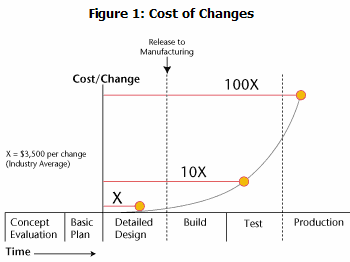 Figure 1: Cost of Changes
Release to
Manufacturing
Cost/Change
100X
X = $3,500 per change
(Industry Average)
10X
X
Concept
Evaluation
Basic
Plan
Detailed
Design
Build
Test
Production
Time